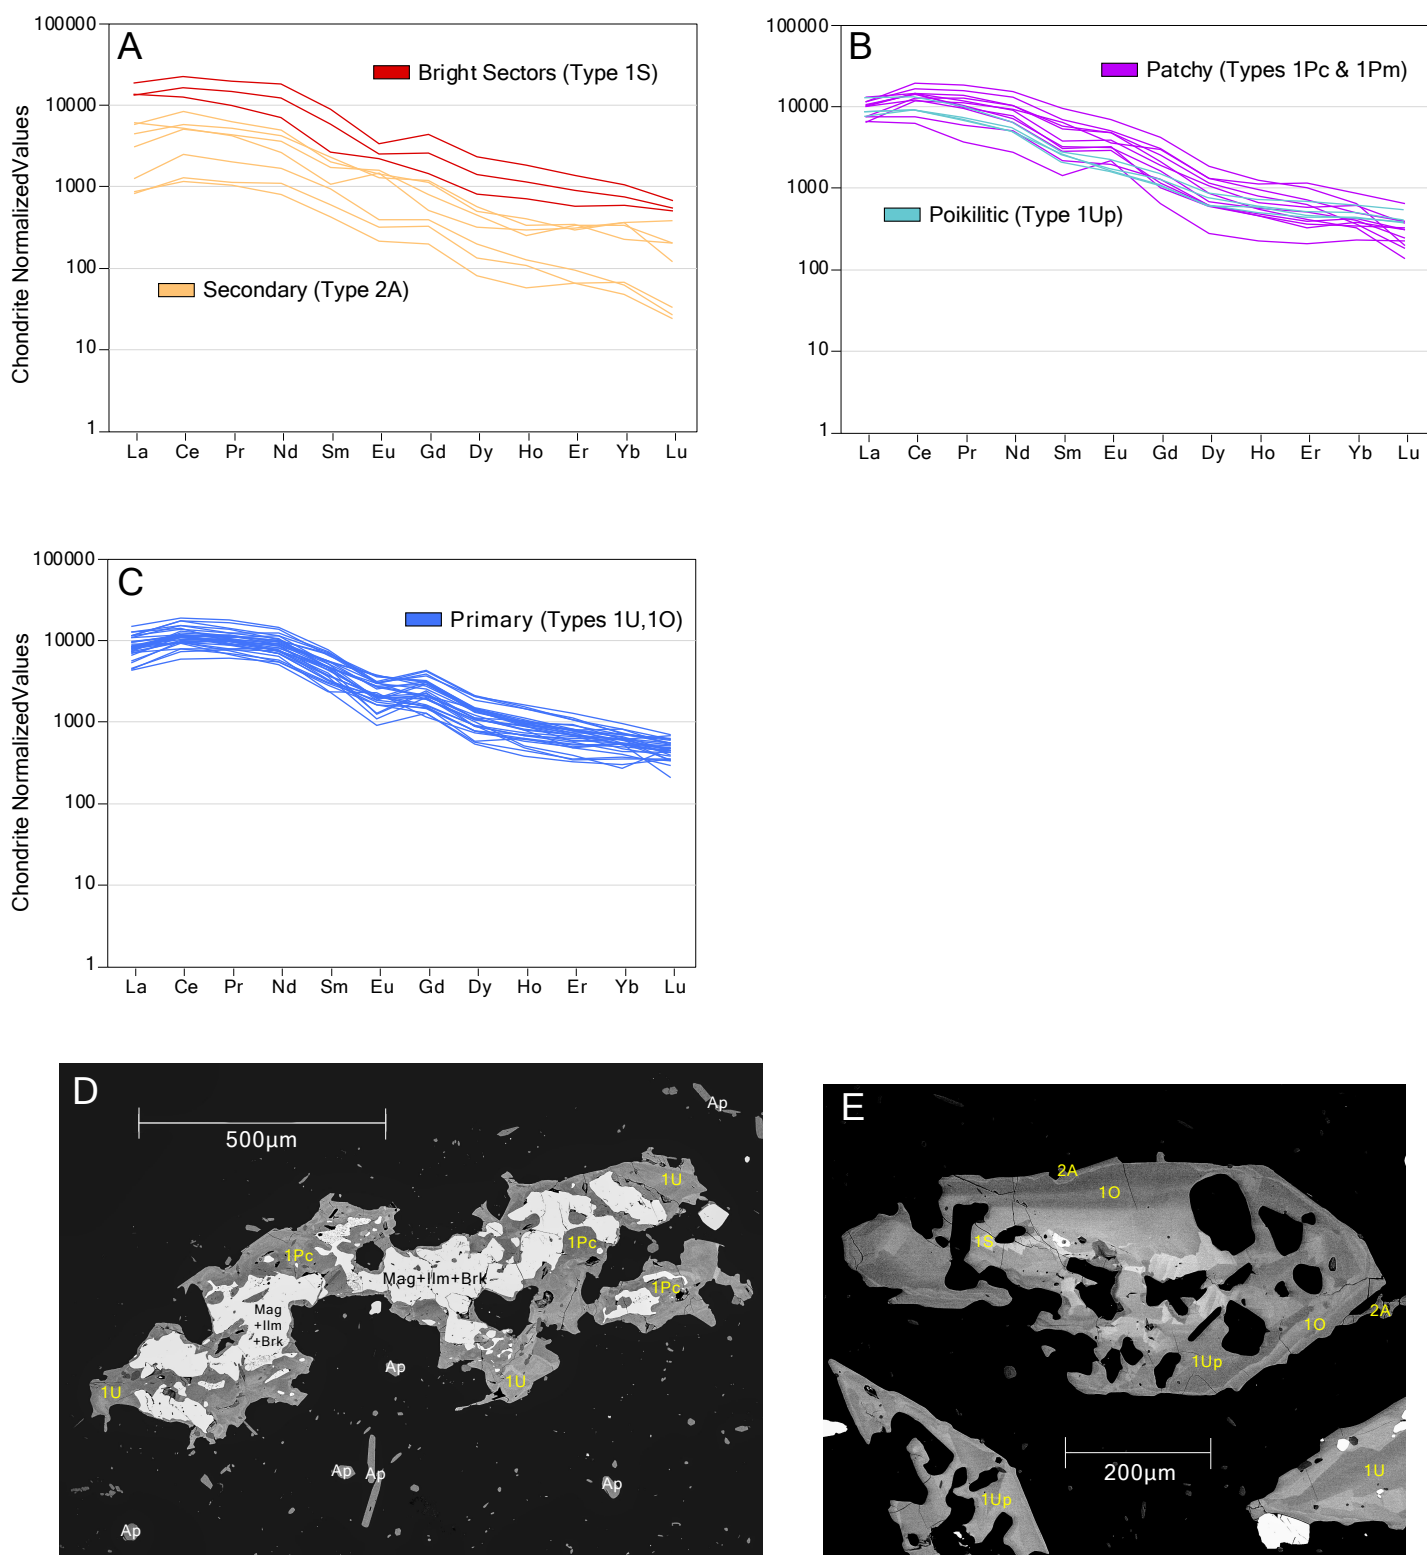 A
Bright Sectors (Type 1S)
Secondary (Type 2A)
Chondrite NormalizedValues
100000
10000
1000
100
10
1
La Ce Pr Nd Sm Eu Gd Dy Ho Er Yb Lu
B
Patchy (Types 1Pc & 1Pm)
Poikilitic (Type 1Up)
100000
10000
1000
100
10
1
La Ce Pr Nd Sm Eu Gd Dy Ho Er Yb Lu
C
Primary (Types 1U,1O)
Chondrite NormalizedValues
100000
10000
1000
100
10
1
La Ce Pr Nd Sm Eu Gd Dy Ho Er Yb Lu
D
500µm
Ap
1U
1Pc
1Pc
Mag+Ilm+Brk
1Pc
Mag
+Ilm
+Brk
Ap
1U
1U
Ap
Ap
Ap
Ap
E
2A
1O
1S
2A
1O
1Up
200µm
1U
1Up